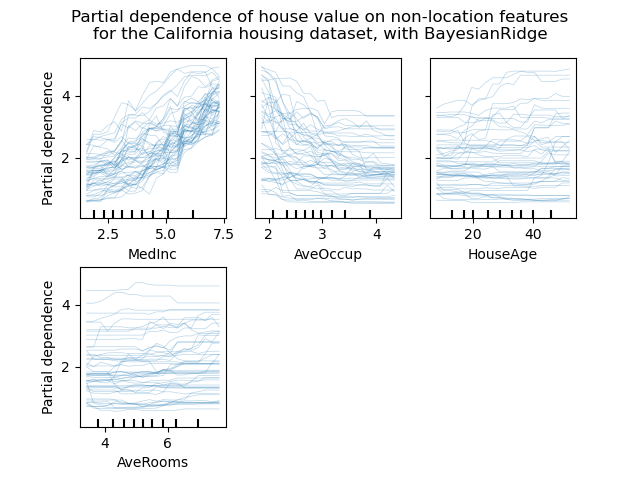 Partial dependence of house value on non-location features
for the California housing dataset, with BayesianRidge
Partial dependence
4
2
2.5 5.0 7.5
MedInc
2 3 4
AveOccup
20 40
HouseAge
Partial dependence
4
2
4 6
AveRooms